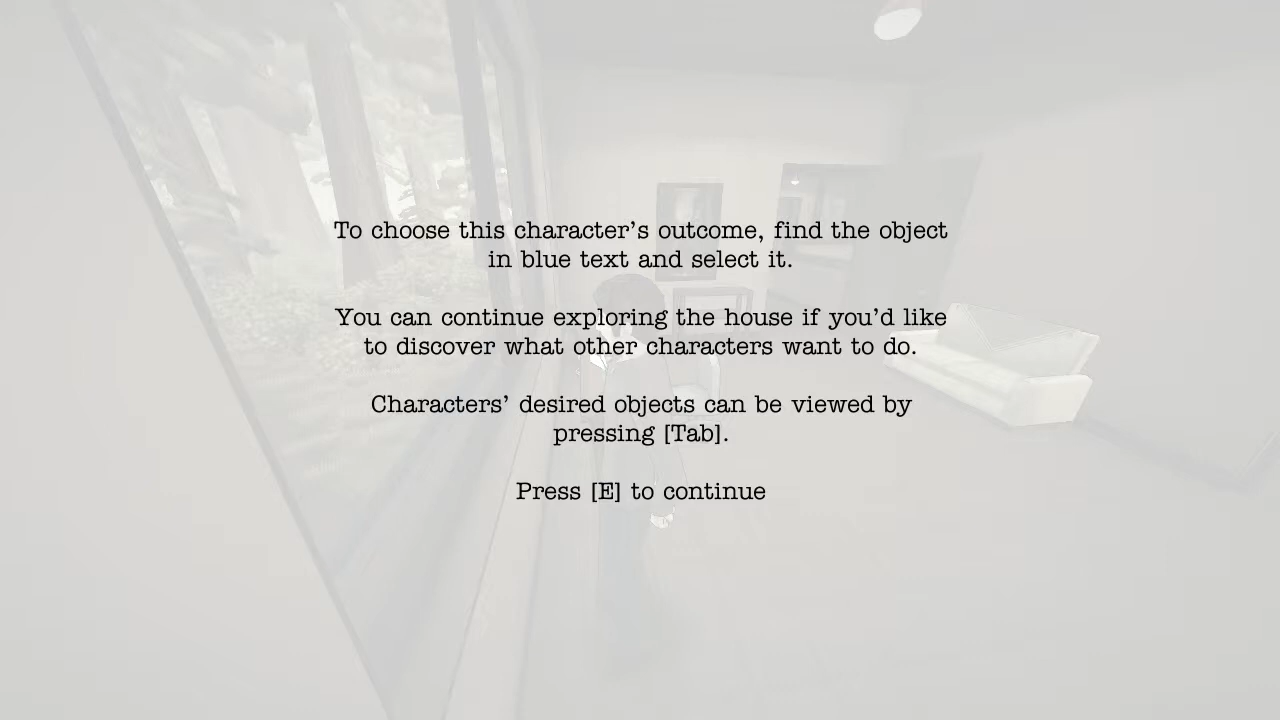 To choose this character’s outcome, find the object
in blue text and select it.
You can continue exploring the house if you’d like
to discover what other characters want to do.
Characters’ desired objects can be viewed by
pressing [Tab].
Press [E] to continue